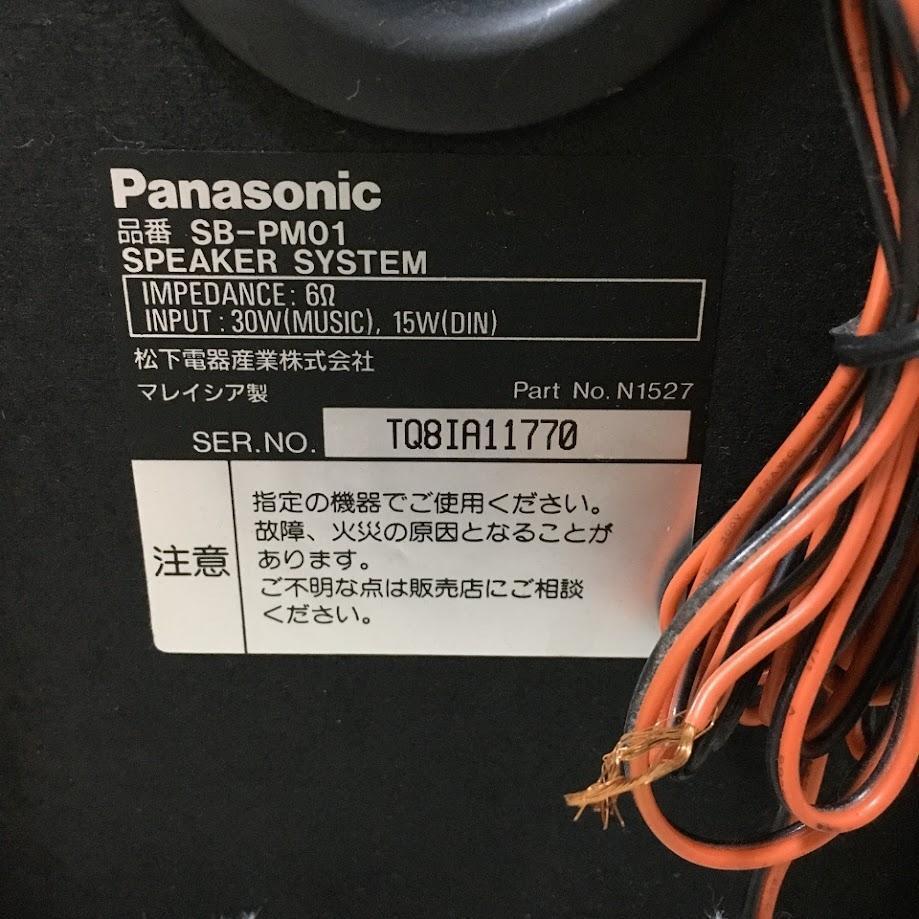 Panasonic
品番 SB-PM01
SPEAKER SYSTEM
IMPEDANCE: 6Ω
INPUT: 30W(MUSIC), 15W(DIN)
松下電器産業株式会社
マレイシア製 Part No. N1527
SER.NO. TQ8IA11770
注意
指定の機器でご使用ください。
故障、火災の原因となることが
あります。
ご不明な点は販売店にご相談
ください。